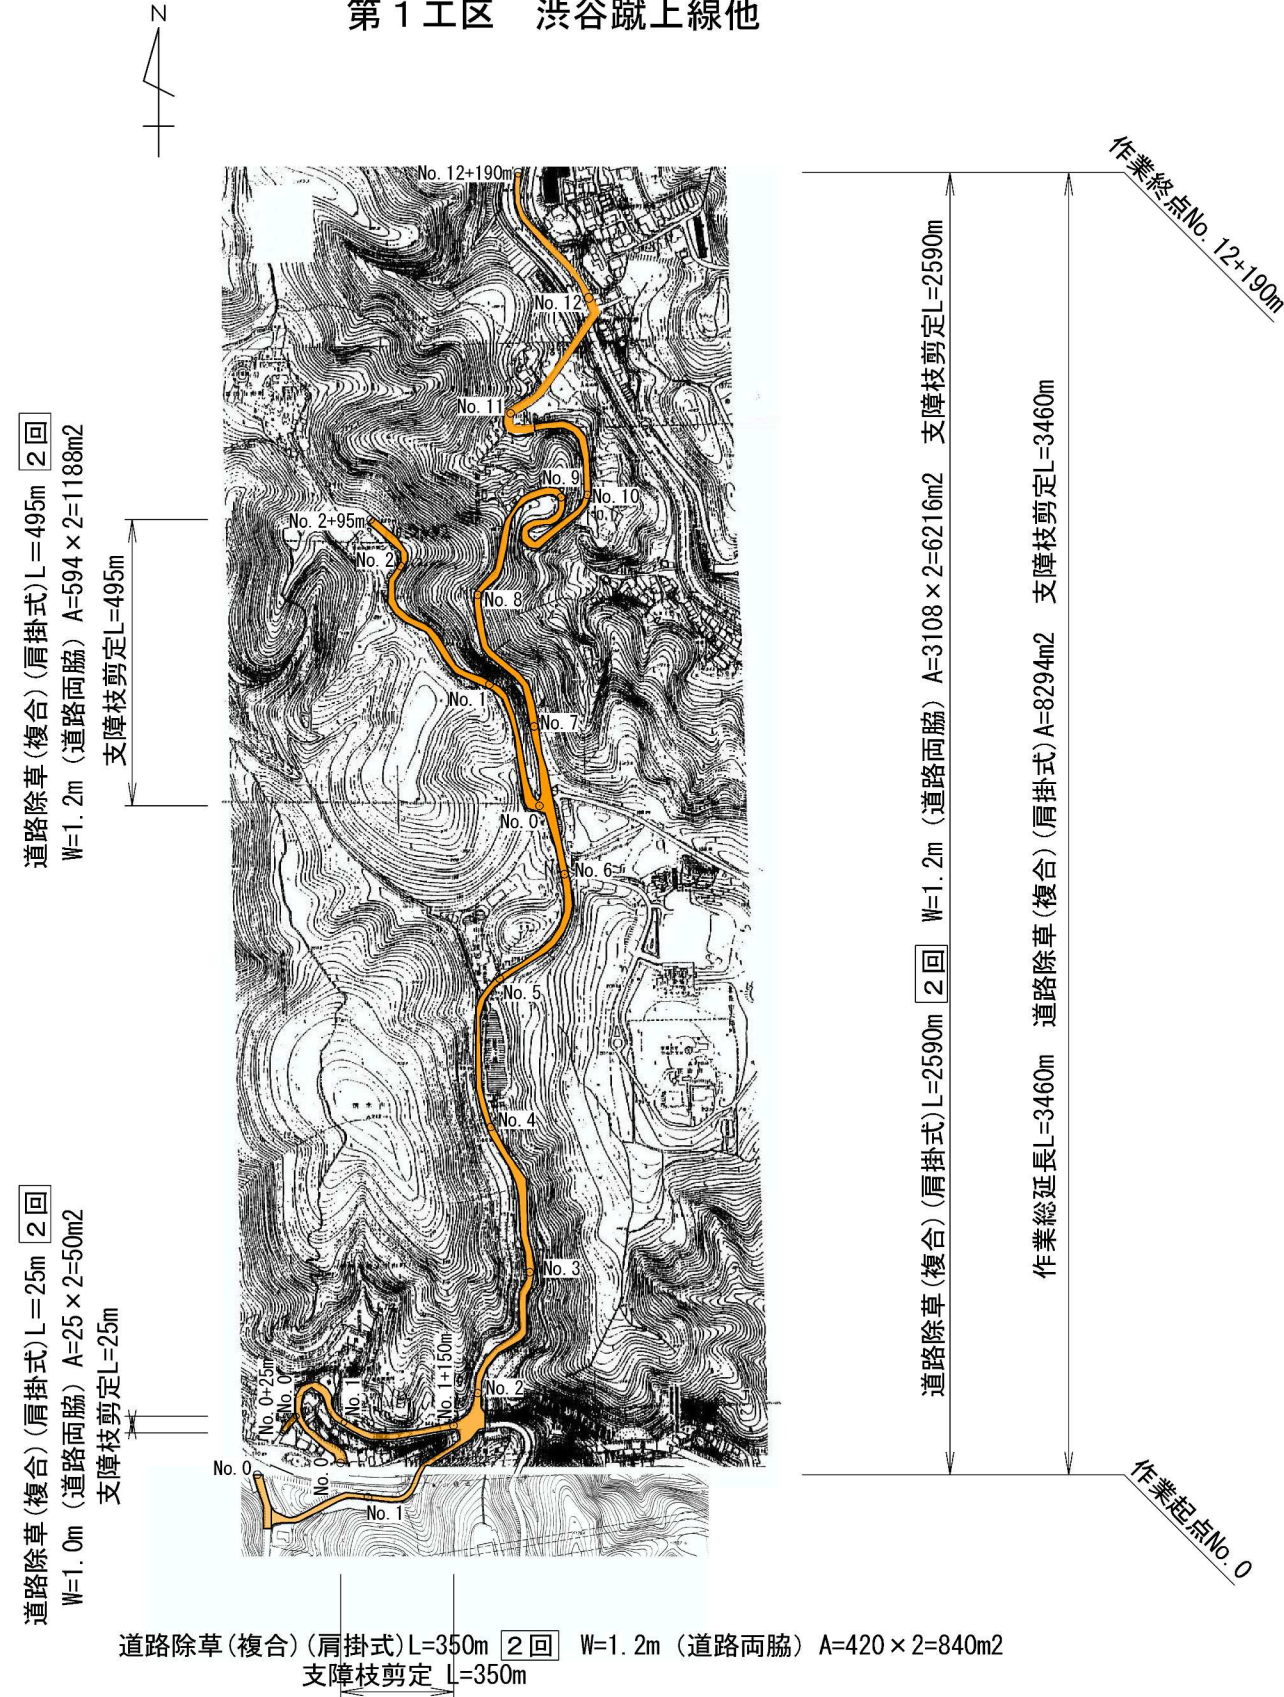 第１工区　渋谷蹴上線他
N
作業終点No. 12+190m
No. 12+190m
No. 12
No. 11
No. 9
No. 10
No. 2+95m
No. 2
No. 8
No. 1
No. 7
No. 0
No. 6
No. 5
No. 4
No. 3
No. 0+25m
No. 0
No. 1
No. 1+150m
No. 2
No. 0
No. 0
No. 1
作業起点No. 0
道路除草(複合)(肩掛式)L=495m 2回
W=1.2m（道路両脇）A=594×2=1188m2
支障枝剪定L=495m
道路除草(複合)(肩掛式)L=25m 2回
W=1.0m（道路両脇）A=25×2=50m2
支障枝剪定L=25m
道路除草(複合)(肩掛式)L=2590m 2回 W=1.2m（道路両脇）A=3108×2=6216m2　支障枝剪定L=2590m
作業総延長L=3460m　道路除草(複合)(肩掛式)A=8294m2　支障枝剪定L=3460m
道路除草(複合)(肩掛式)L=350m 2回　W=1.2m（道路両脇）A=420×2=840m2
支障枝剪定 L=350m